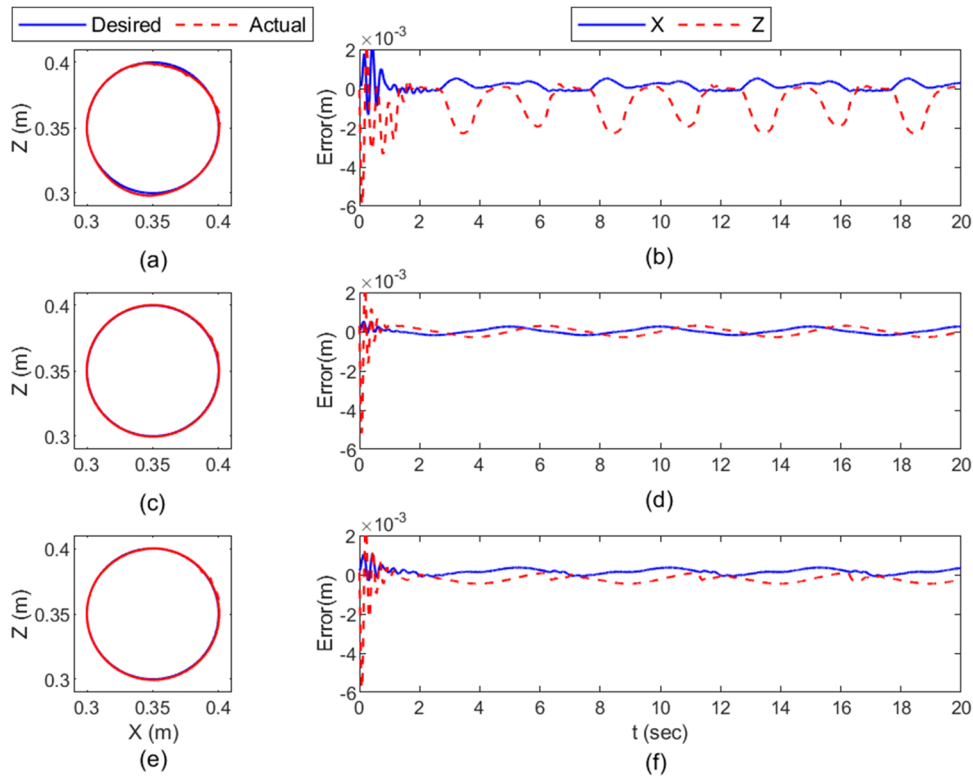 Desired Actual
X Z
×10⁻³
0.4
0.35
0.3
Z (m)
0.3 0.35 0.4
(a)
2
0
-2
-4
-6
Error(m)
0 2 4 6 8 10 12 14 16 18 20
(b)
0.4
0.35
0.3
Z (m)
0.3 0.35 0.4
(c)
×10⁻³
2
0
-2
-4
-6
Error(m)
0 2 4 6 8 10 12 14 16 18 20
(d)
0.4
0.35
0.3
Z (m)
0.3 0.35 0.4
X (m)
(e)
×10⁻³
2
0
-2
-4
-6
Error(m)
0 2 4 6 8 10 12 14 16 18 20
t (sec)
(f)